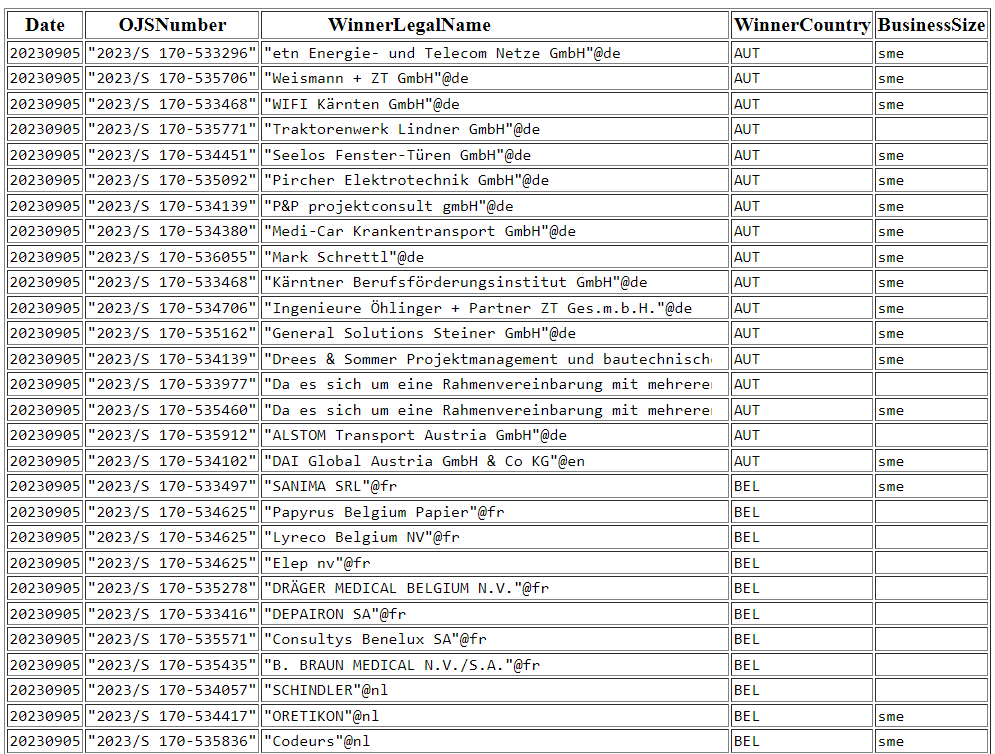 Date OJSNumber WinnerLegalName WinnerCountry BusinessSize
20230905 "2023/S 170-533296" "etn Energie- und Telecom Netze GmbH"@de AUT sme
20230905 "2023/S 170-535706" "Weismann + ZT GmbH"@de AUT sme
20230905 "2023/S 170-533468" "WIFI Kärnten GmbH"@de AUT sme
20230905 "2023/S 170-535771" "Traktorenwerk Lindner GmbH"@de AUT
20230905 "2023/S 170-534451" "Seelos Fenster-Türen GmbH"@de AUT sme
20230905 "2023/S 170-535092" "Pircher Elektrotechnik GmbH"@de AUT sme
20230905 "2023/S 170-534139" "P&P projektconsult gmbH"@de AUT sme
20230905 "2023/S 170-534380" "Medi-Car Krankentransport GmbH"@de AUT sme
20230905 "2023/S 170-536055" "Mark Schrettl"@de AUT sme
20230905 "2023/S 170-533468" "Kärntner Berufsförderungsinstitut GmbH"@de AUT sme
20230905 "2023/S 170-534706" "Ingenieure Öhlinger + Partner ZT Ges.m.b.H."@de AUT sme
20230905 "2023/S 170-535162" "General Solutions Steiner GmbH"@de AUT sme
20230905 "2023/S 170-534139" "Drees & Sommer Projektmanagement und bautechnische AUT sme
20230905 "2023/S 170-533977" "Da es sich um eine Rahmenvereinbarung mit mehreren AUT
20230905 "2023/S 170-535460" "Da es sich um eine Rahmenvereinbarung mit mehreren AUT sme
20230905 "2023/S 170-535912" "ALSTOM Transport Austria GmbH"@de AUT
20230905 "2023/S 170-534102" "DAI Global Austria GmbH & Co KG"@en AUT sme
20230905 "2023/S 170-533497" "SANIMA SRL"@fr BEL sme
20230905 "2023/S 170-534625" "Papyrus Belgium Papier"@fr BEL
20230905 "2023/S 170-534625" "Lyreco Belgium NV"@fr BEL
20230905 "2023/S 170-534625" "Elep nv"@fr BEL
20230905 "2023/S 170-535278" "DRÄGER MEDICAL BELGIUM N.V."@fr BEL
20230905 "2023/S 170-533416" "DEPAIRON SA"@fr BEL
20230905 "2023/S 170-535571" "Consultys Benelux SA"@fr BEL
20230905 "2023/S 170-535435" "B. BRAUN MEDICAL N.V./S.A."@fr BEL
20230905 "2023/S 170-534057" "SCHINDLER"@nl BEL
20230905 "2023/S 170-534417" "ORETIKON"@nl BEL sme
20230905 "2023/S 170-535836" "Codeurs"@nl BEL sme